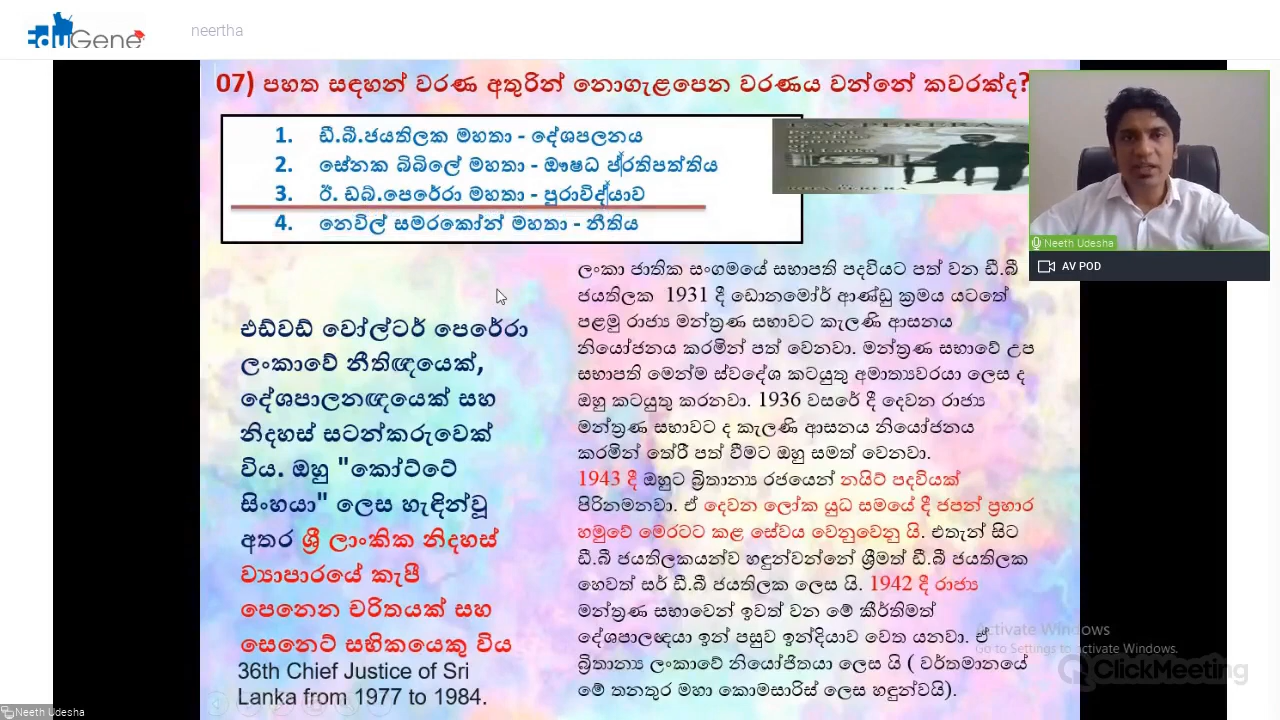 EduGene
neertha
07) පහත සඳහන් වරණ අතුරින් නොගැළපෙන වරණය වන්නේ කවරක්ද?
1. ඩී.බී.ජයතිලක මහතා - දේශපලනය
2. සේනක බිබිලේ මහතා - ඖෂධ ප්‍රතිපත්තිය
3. ඊ. ඩබ්.පෙරේරා මහතා - පුරාවිද්‍යාව
4. නෙවිල් සමරකෝන් මහතා - නීතිය
Neeth Udesha
AV POD
එඩ්වඩ් වෝල්ටර් පෙරේරා
ලංකාවේ නීතිඥයෙක්,
දේශපාලනඥයෙක් සහ
නිදහස් සටන්කරුවෙක්
විය. ඔහු "කෝට්ටේ
සිංහයා" ලෙස හැඳින්වූ
අතර ශ්‍රී ලාංකික නිදහස්
ව්‍යාපාරයේ කැපී
පෙනෙන චරිතයක් සහ
සෙනෙට් සභිකයෙකු විය
36th Chief Justice of Sri
Lanka from 1977 to 1984.
ලංකා ජාතික සංගමයේ සභාපති පදවියට පත් වන ඩී.බී
ජයතිලක 1931 දී ඩොනමෝර් ආණ්ඩු ක්‍රමය යටතේ
පළමු රාජ්‍ය මන්ත්‍රණ සභාවට කැලණි ආසනය
නියෝජනය කරමින් පත් වෙනවා. මන්ත්‍රණ සභාවේ උප
සභාපති මෙන්ම ස්වදේශ කටයුතු අමාත්‍යවරයා ලෙස ද
ඔහු කටයුතු කරනවා. 1936 වසරේ දී දෙවන රාජ්‍ය
මන්ත්‍රණ සභාවට ද කැලණි ආසනය නියෝජනය
කරමින් තේරී පත් වීමට ඔහු සමත් වෙනවා.
1943 දී ඔහුට බ්‍රිතාන්‍ය රජයෙන් නයිට් පදවියක්
පිරිනමනවා. ඒ දෙවන ලෝක යුධ සමයේ දී ජපන් ප්‍රහාර
හමුවේ මෙරටට කළ සේවය වෙනුවෙනු යි. එතැන් සිට
ඩී.බී ජයතිලකයන්ව හඳුන්වන්නේ ශ්‍රීමත් ඩී.බී ජයතිලක
හෙවත් සර් ඩී.බී ජයතිලක ලෙස යි. 1942 දී රාජ්‍ය
මන්ත්‍රණ සභාවෙන් ඉවත් වන මේ කීර්තිමත්
දේශපාලඥයා ඉන් පසුව ඉන්දියාව වෙත යනවා. ඒ
බ්‍රිතාන්‍ය ලංකාවේ නියෝජිතයා ලෙස යි ( වර්තමානයේ
මේ තනතුර මහා කොමසාරිස් ලෙස හඳුන්වයි).
Activate Windows
Go to Settings to activate Windows.
ClickMeeting
Neeth Udesha